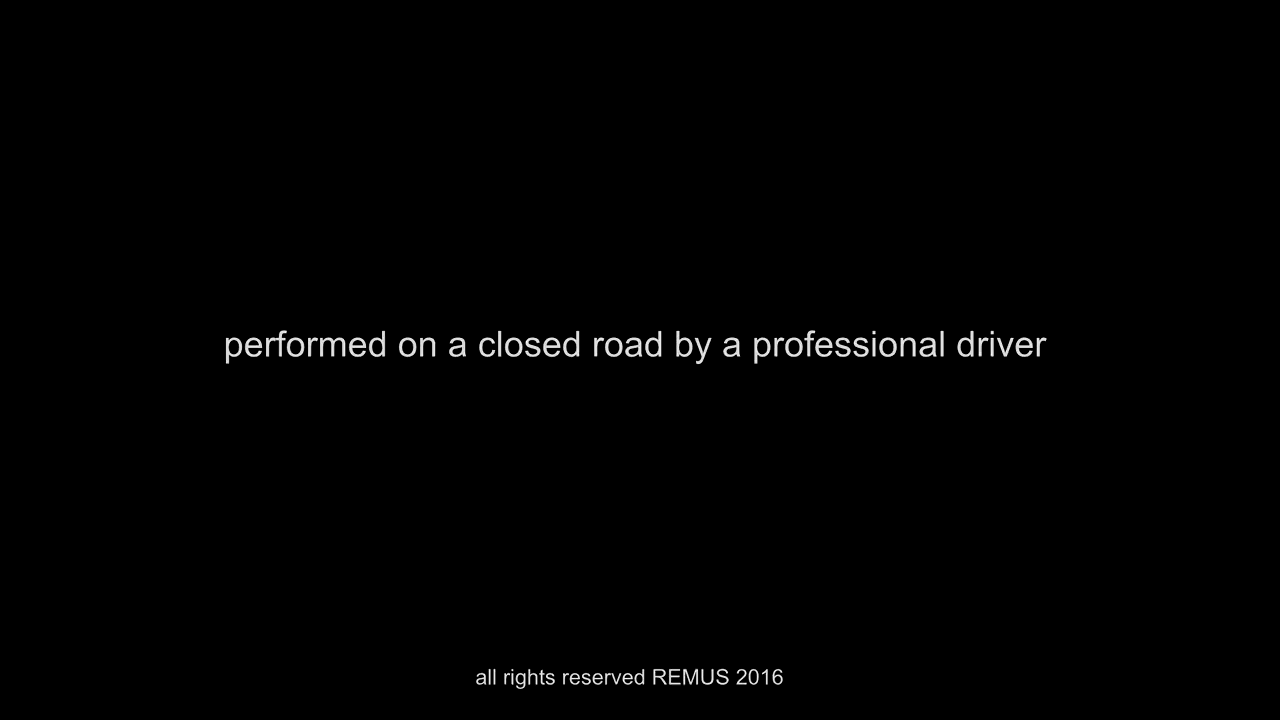 performed on a closed road by a professional driver
all rights reserved REMUS 2016